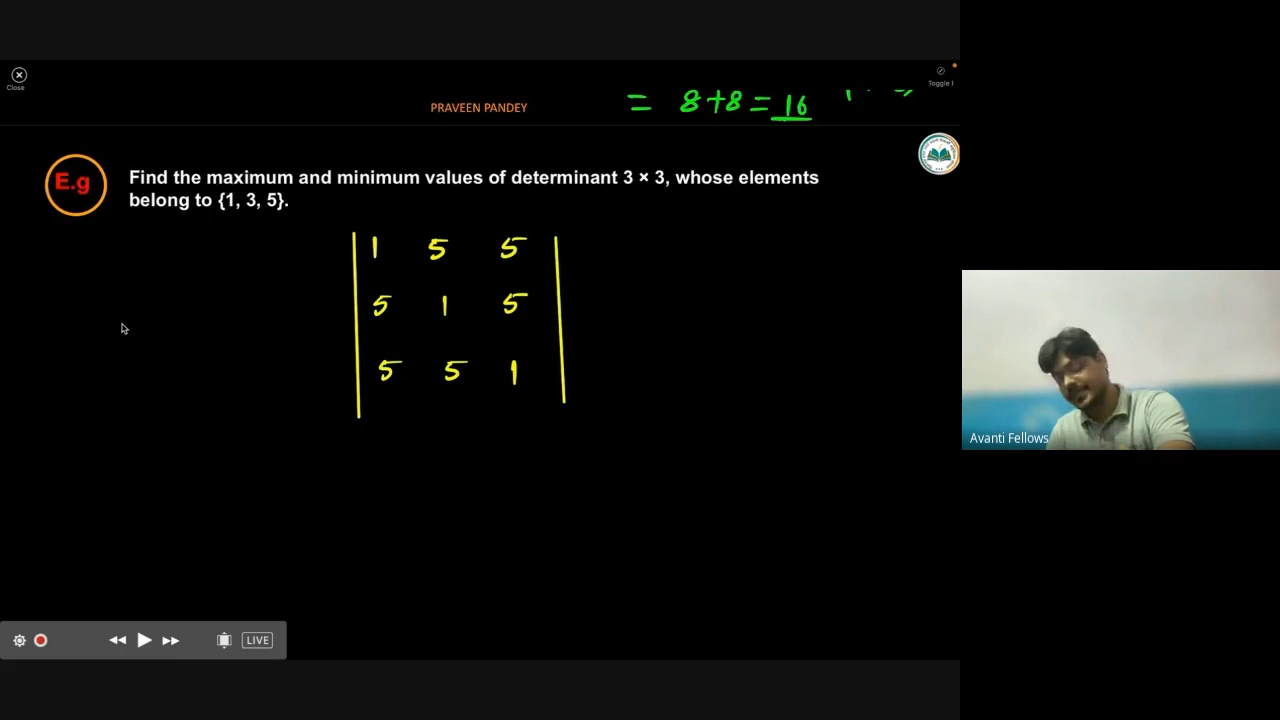 Close
Toggle I
PRAVEEN PANDEY
= 8+8 = 16
E.g
Find the maximum and minimum values of determinant 3 × 3, whose elements
belong to {1, 3, 5}.
1 5 5
5 1 5
5 5 1
Avanti Fellows
LIVE